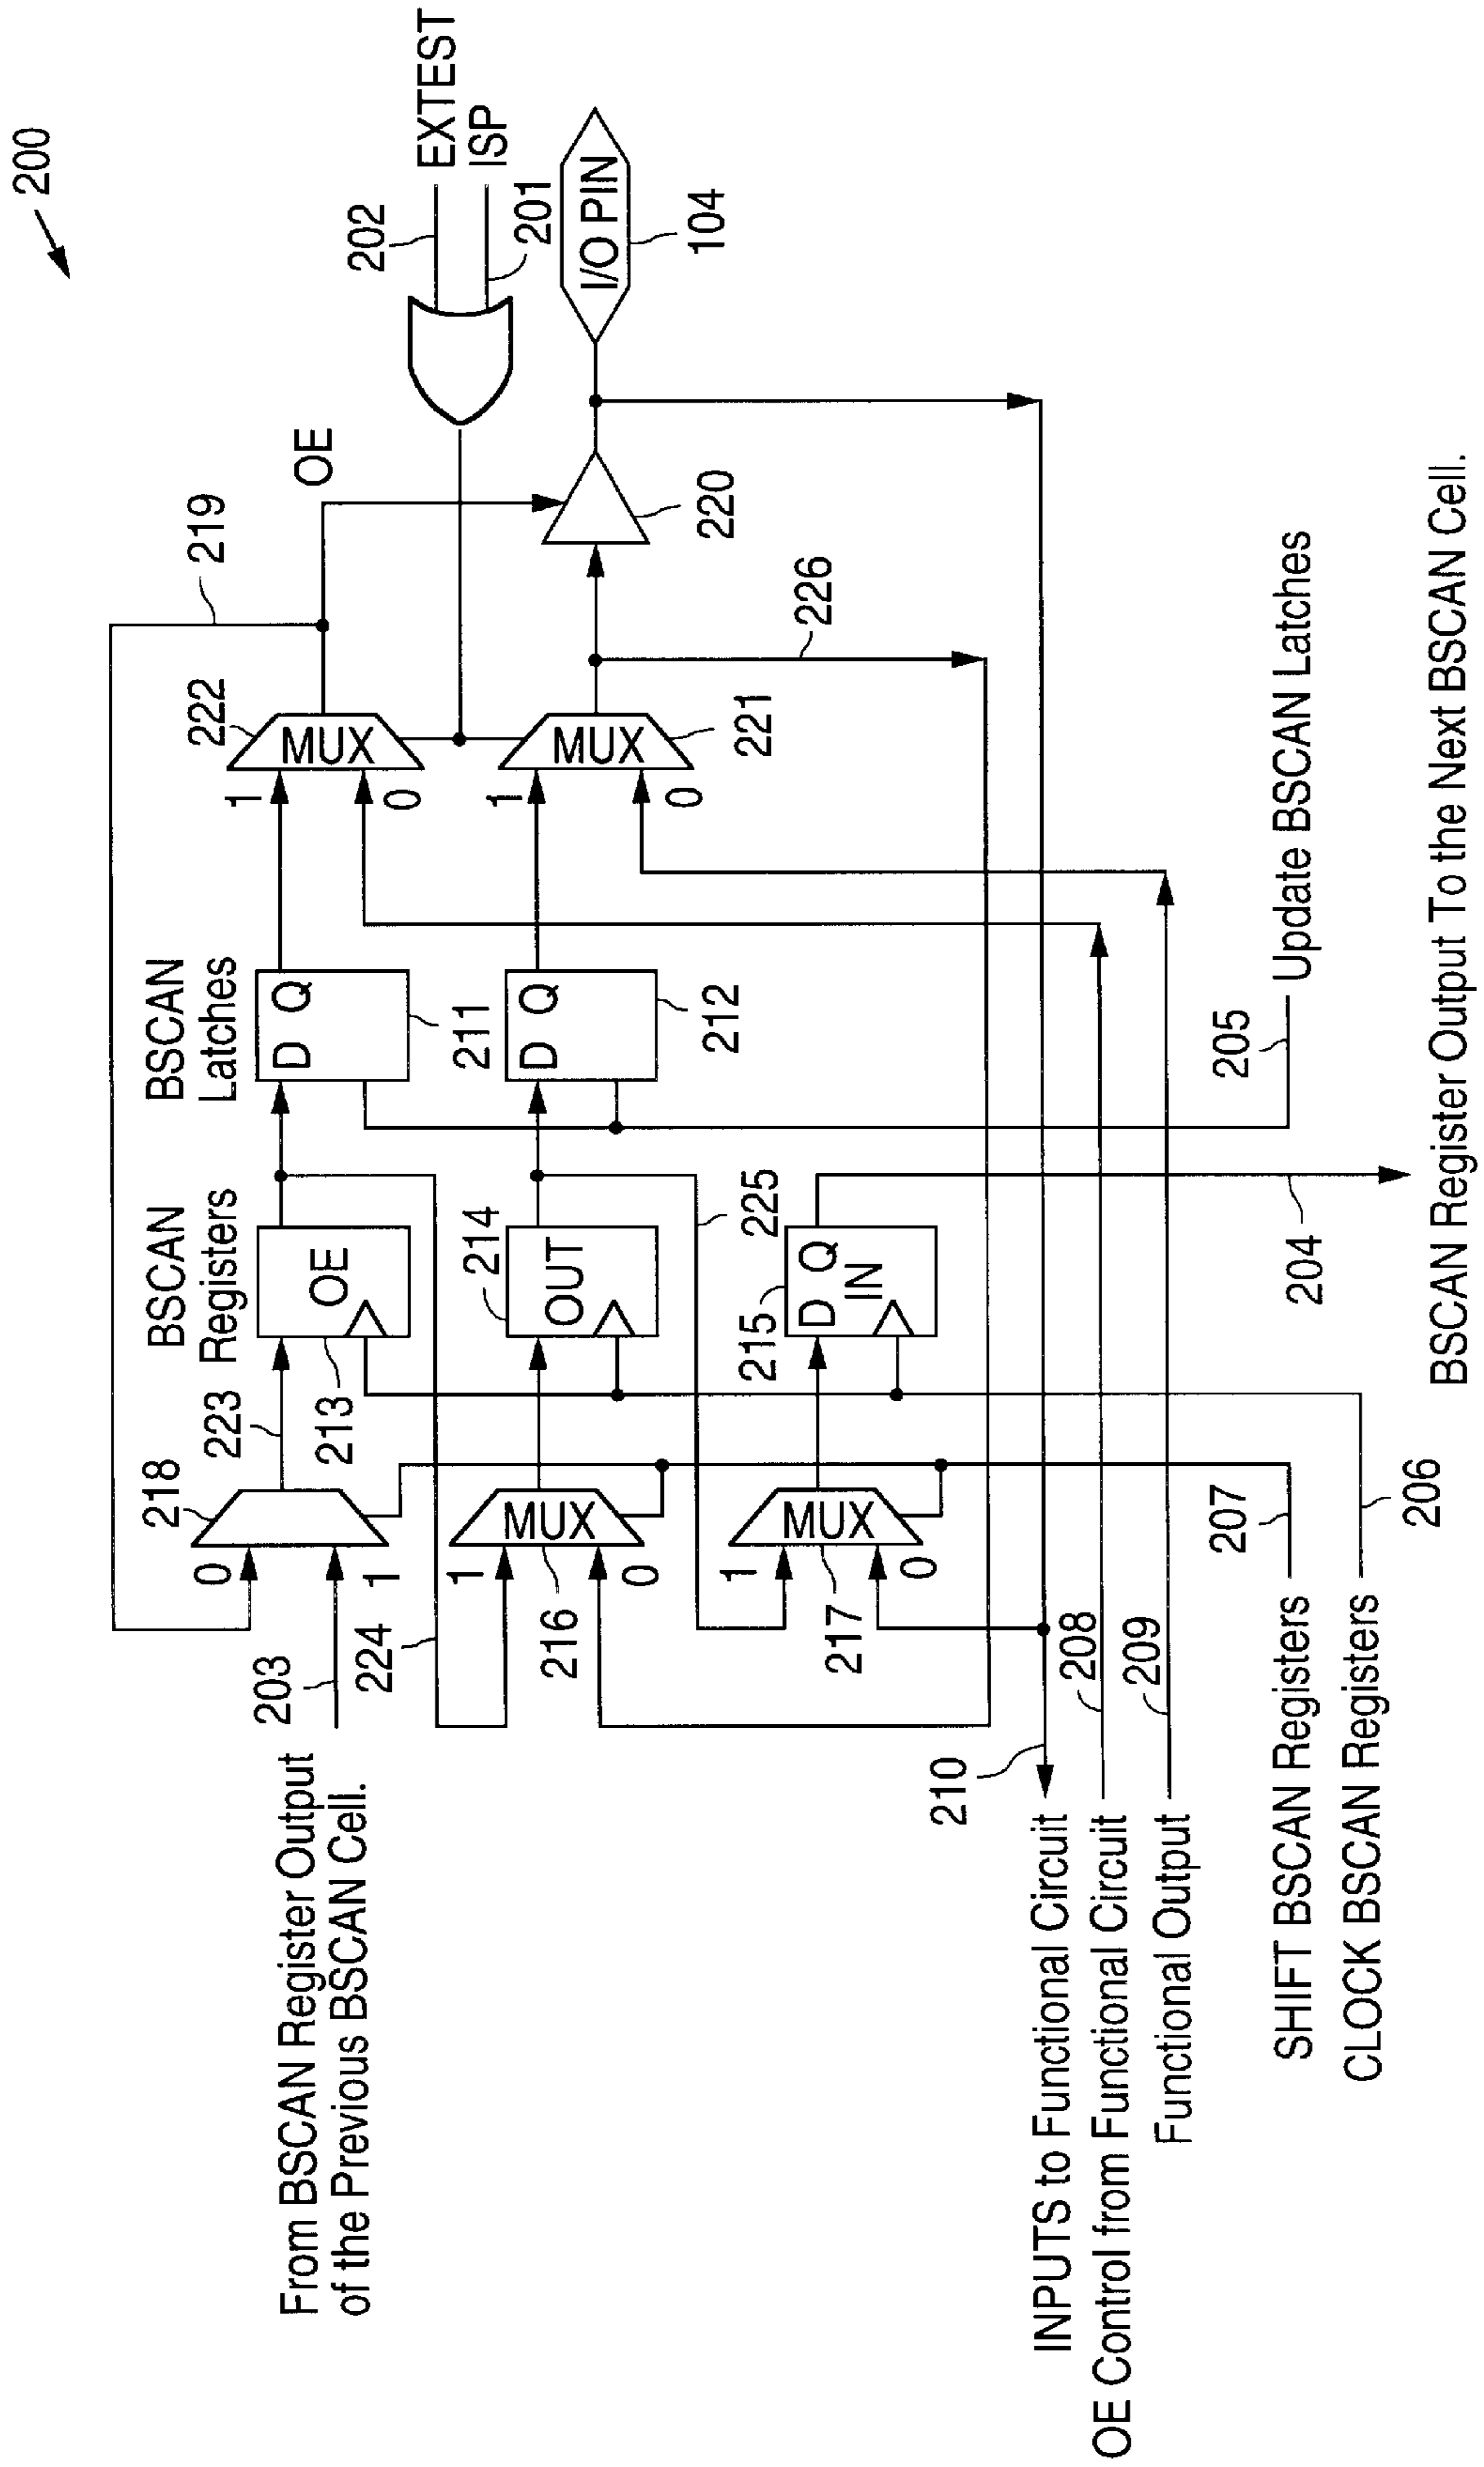 200
219
OE
202
EXTEST
ISP
201
I/O PIN
104
222
MUX
1
0
MUX
1
0
221
226
220
BSCAN
Latches
D Q
211
D Q
212
205
Update BSCAN Latches
BSCAN
Registers
223
OE
213
214
OUT
215
D Q
IN
225
204
BSCAN Register Output To the Next BSCAN Cell.
218
0
1
203
From BSCAN Register Output
of the Previous BSCAN Cell.
224
1
MUX
0
216
1
MUX
0
217
210
INPUTS to Functional Circuit
208
OE Control from Functional Circuit
209
Functional Output
207
SHIFT BSCAN Registers
206
CLOCK BSCAN Registers